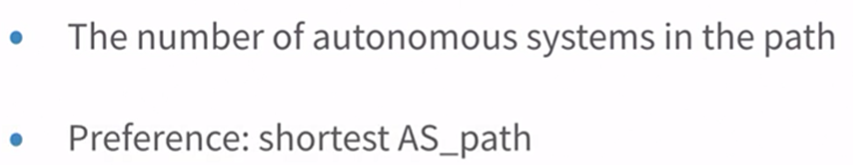 The number of autonomous systems in the path
Preference: shortest AS_path